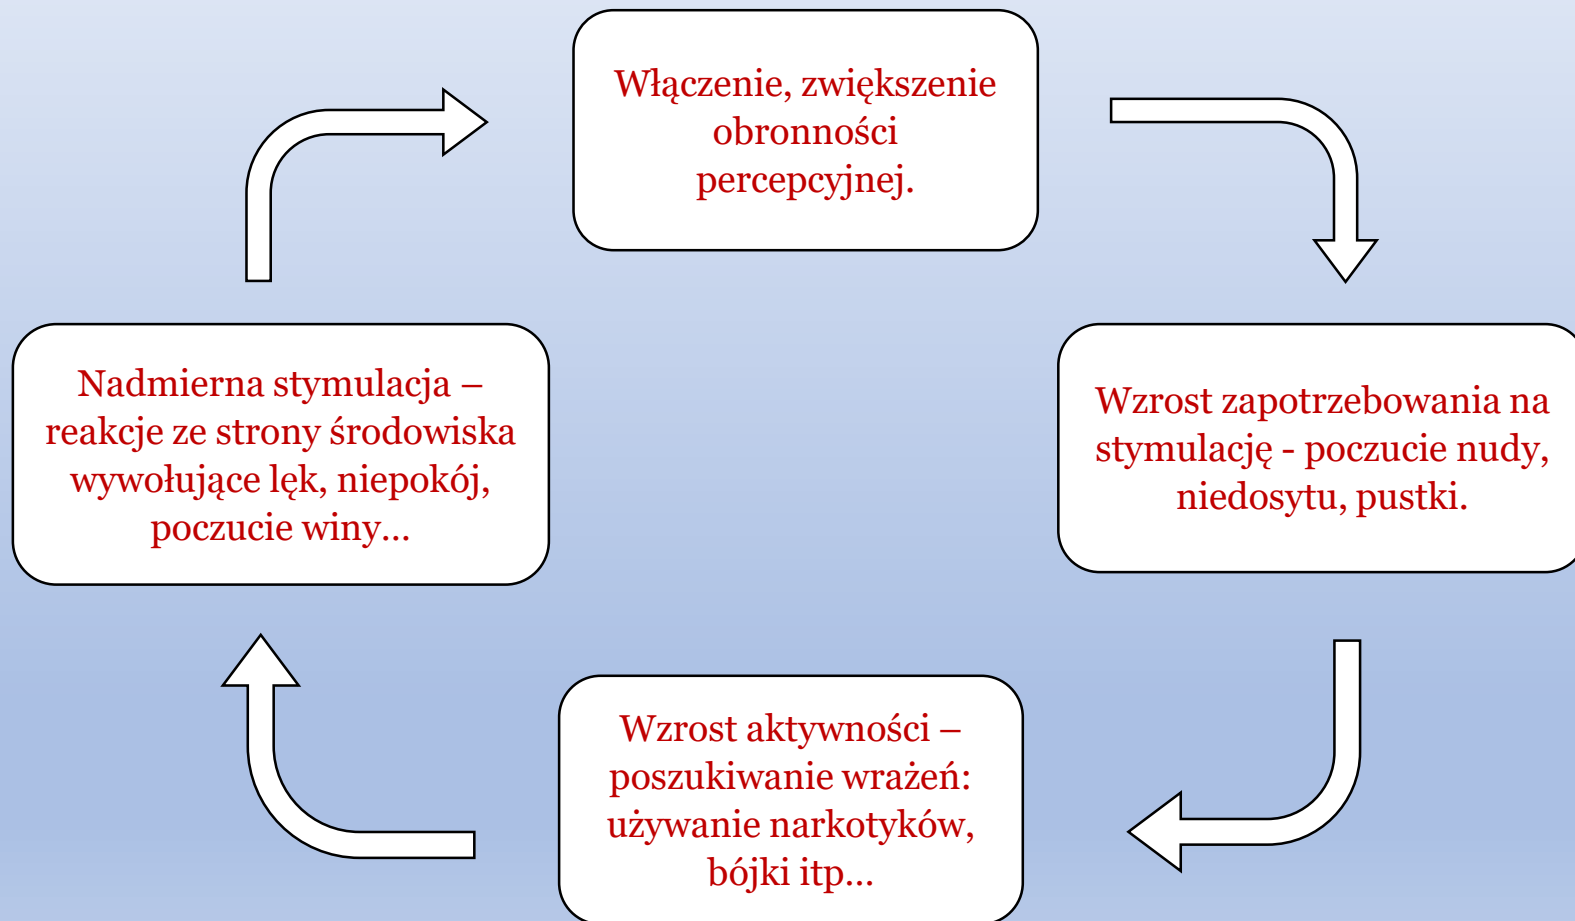 Włączenie, zwiększenie
obronności
percepcyjnej.
Wzrost zapotrzebowania na
stymulację - poczucie nudy,
niedosytu, pustki.
Wzrost aktywności –
poszukiwanie wrażeń:
używanie narkotyków,
bójki itp…
Nadmierna stymulacja –
reakcje ze strony środowiska
wywołujące lęk, niepokój,
poczucie winy…